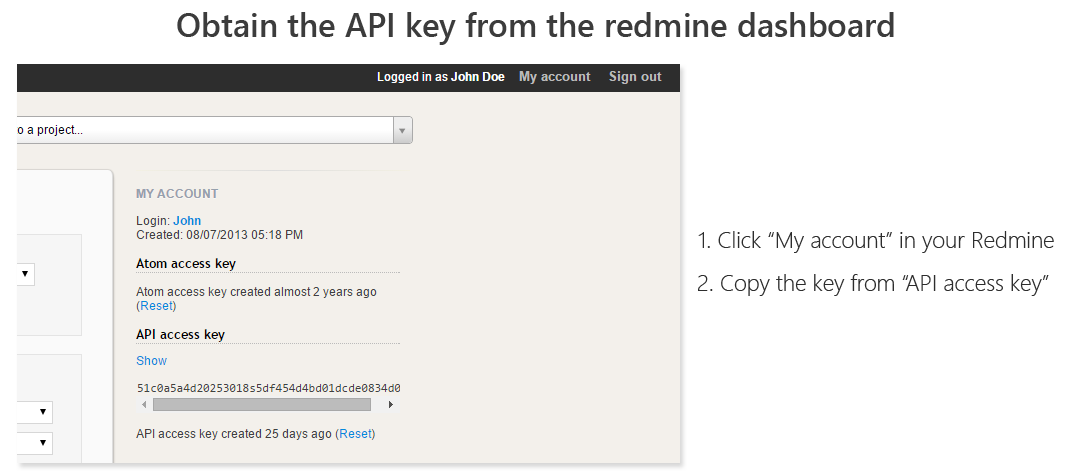 Obtain the API key from the redmine dashboard
Logged in as John Doe My account Sign out
o a project...
MY ACCOUNT
Login: John
Created: 08/07/2013 05:18 PM
1. Click “My account” in your Redmine
Atom access key
2. Copy the key from “API access key”
Atom access key created almost 2 years ago
(Reset)
API access key
Show
51c0a5a4d20253018s5df454d4bd01dcde0834d0
API access key created 25 days ago (Reset)